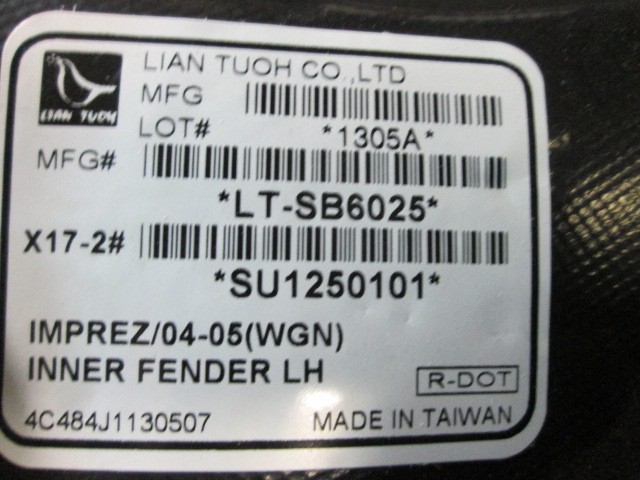 LIAN TUOH CO.,LTD
LIAN TUOH
MFG
LOT#
*1305A*
MFG#
*LT-SB6025*
X17-2#
*SU1250101*
IMPREZ/04-05(WGN)
INNER FENDER LH
R-DOT
4C484J1130507
MADE IN TAIWAN